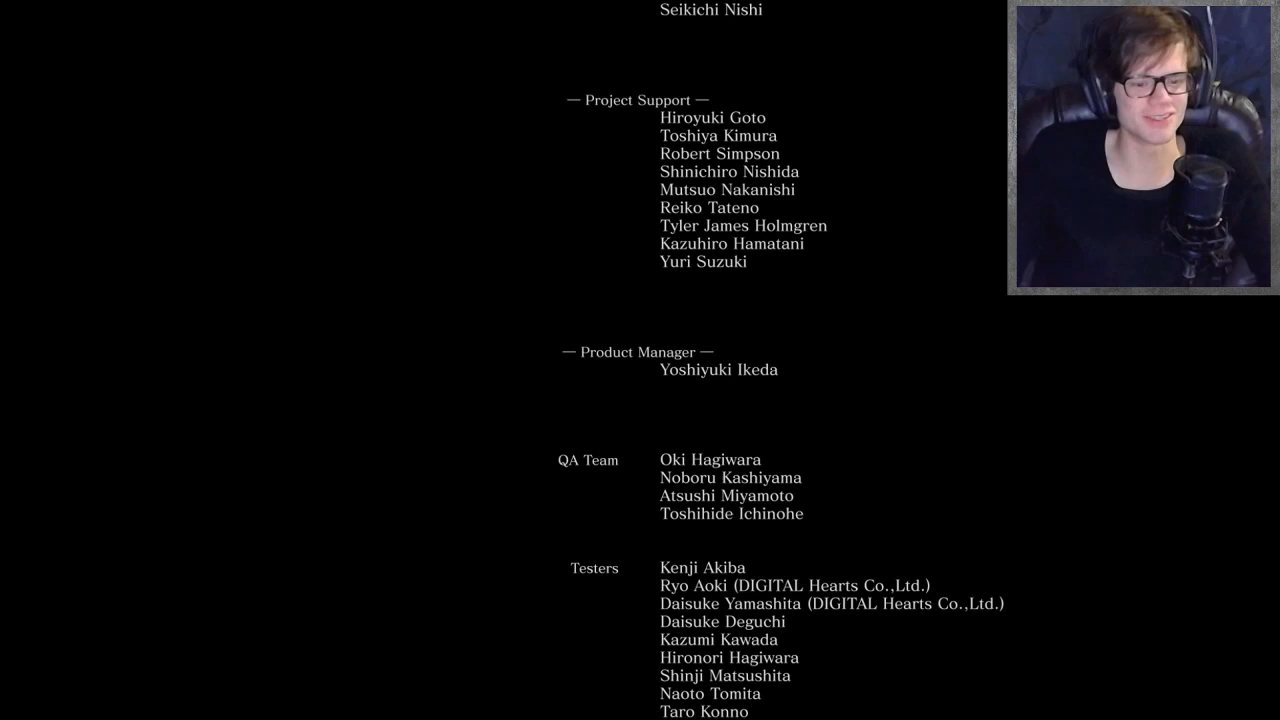 Seikichi Nishi
— Project Support —
Hiroyuki Goto
Toshiya Kimura
Robert Simpson
Shinichiro Nishida
Mutsuo Nakanishi
Reiko Tateno
Tyler James Holmgren
Kazuhiro Hamatani
Yuri Suzuki
— Product Manager —
Yoshiyuki Ikeda
QA Team Oki Hagiwara
Noboru Kashiyama
Atsushi Miyamoto
Toshihide Ichinohe
Testers Kenji Akiba
Ryo Aoki (DIGITAL Hearts Co.,Ltd.)
Daisuke Yamashita (DIGITAL Hearts Co.,Ltd.)
Daisuke Deguchi
Kazumi Kawada
Hironori Hagiwara
Shinji Matsushita
Naoto Tomita
Taro Konno